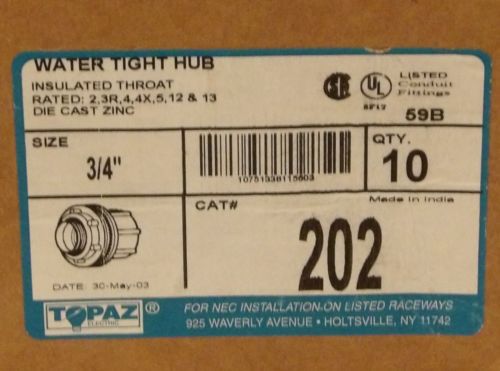 WATER TIGHT HUB
INSULATED THROAT
RATED: 2,3R,4,4X,5,12 & 13
DIE CAST ZINC
UL
LISTED
Conduit
Fittings
59B
SIZE
3/4"
10751338115603
QTY.
10
Made in India
CAT#
202
DATE: 30-May-03
TOPAZ ®
ELECTRIC
FOR NEC INSTALLATION ON LISTED RACEWAYS
925 WAVERLY AVENUE • HOLTSVILLE, NY 11742